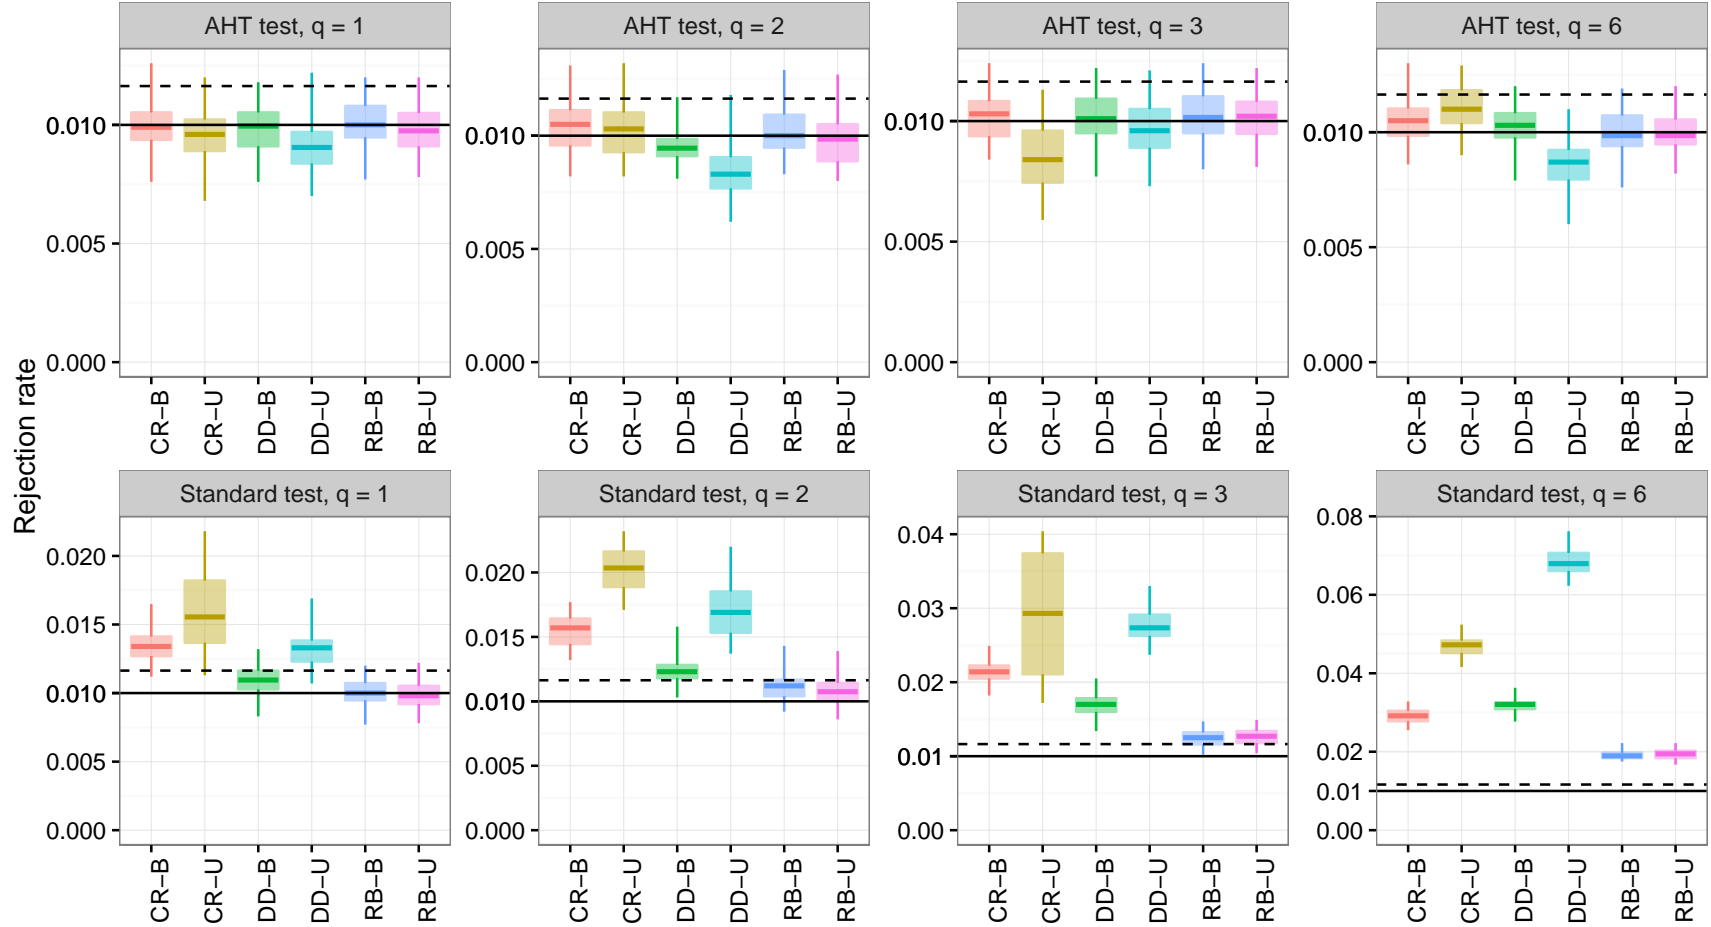 AHT test, q = 1
AHT test, q = 2
AHT test, q = 3
AHT test, q = 6
0.010
0.005
0.000
0.010
0.005
0.000
0.010
0.005
0.000
0.010
0.005
0.000
CR−B
CR−U
DD−B
DD−U
RB−B
RB−U
CR−B
CR−U
DD−B
DD−U
RB−B
RB−U
CR−B
CR−U
DD−B
DD−U
RB−B
RB−U
CR−B
CR−U
DD−B
DD−U
RB−B
RB−U
Rejection rate
Standard test, q = 1
Standard test, q = 2
Standard test, q = 3
Standard test, q = 6
0.020
0.015
0.010
0.005
0.000
0.020
0.015
0.010
0.005
0.000
0.04
0.03
0.02
0.01
0.00
0.08
0.06
0.04
0.02
0.01
0.00
CR−B
CR−U
DD−B
DD−U
RB−B
RB−U
CR−B
CR−U
DD−B
DD−U
RB−B
RB−U
CR−B
CR−U
DD−B
DD−U
RB−B
RB−U
CR−B
CR−U
DD−B
DD−U
RB−B
RB−U